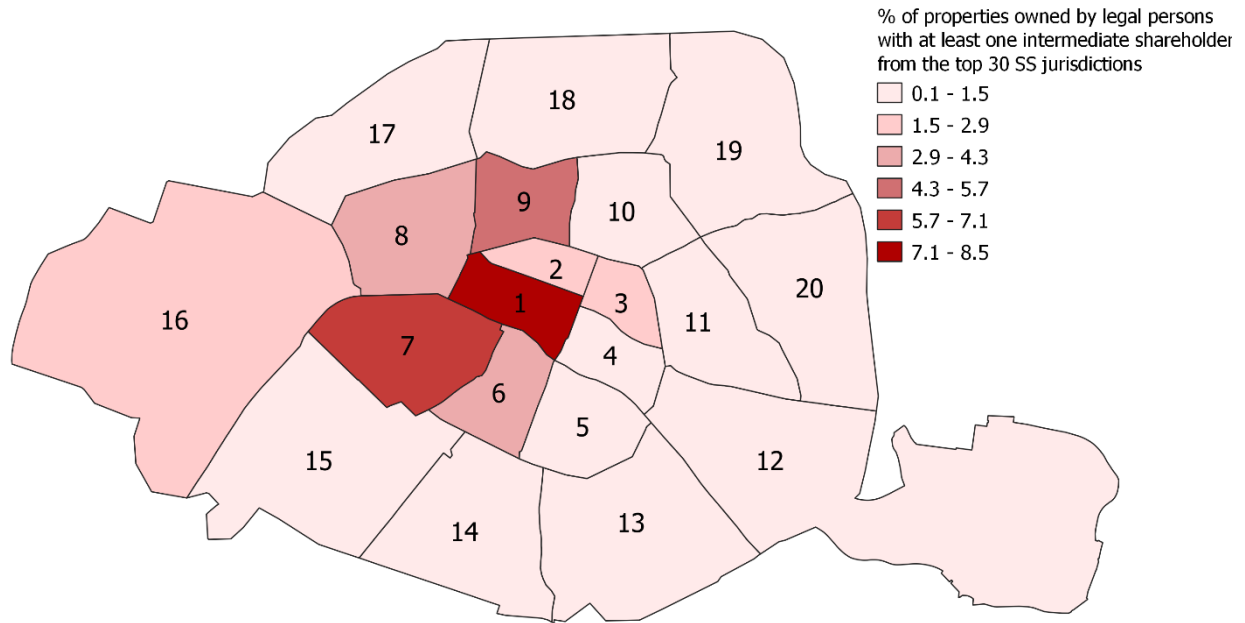 % of properties owned by legal persons
with at least one intermediate shareholder
from the top 30 SS jurisdictions
0.1 - 1.5
1.5 - 2.9
2.9 - 4.3
4.3 - 5.7
5.7 - 7.1
7.1 - 8.5
18
17
19
9
10
8
2
20
1
3
16
11
7
4
6
5
15
12
13
14